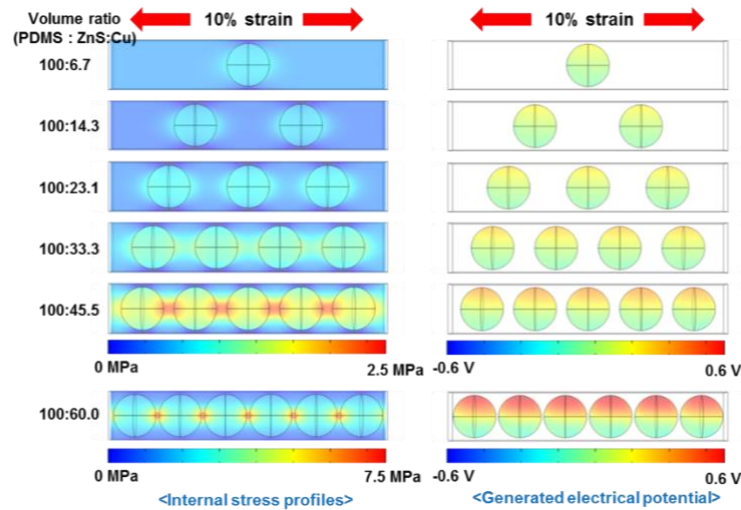 Volume ratio
(PDMS : ZnS:Cu)
10% strain
10% strain
100:6.7
100:14.3
100:23.1
100:33.3
100:45.5
0 MPa
2.5 MPa
-0.6 V
0.6 V
100:60.0
0 MPa
7.5 MPa
-0.6 V
0.6 V
<Internal stress profiles>
<Generated electrical potential>